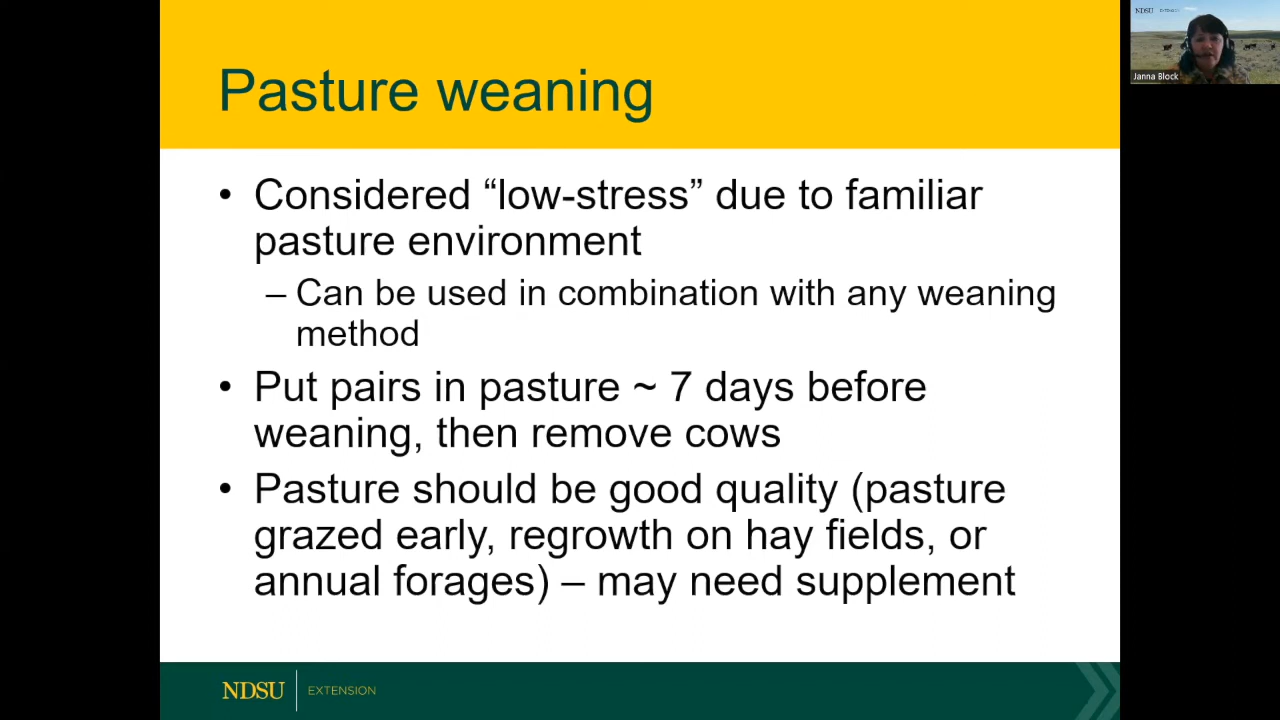 Pasture weaning
• Considered “low-stress” due to familiar
pasture environment
– Can be used in combination with any weaning
method
• Put pairs in pasture ~ 7 days before
weaning, then remove cows
• Pasture should be good quality (pasture
grazed early, regrowth on hay fields, or
annual forages) – may need supplement
NDSU EXTENSION
NDSU EXTENSION
Janna Block